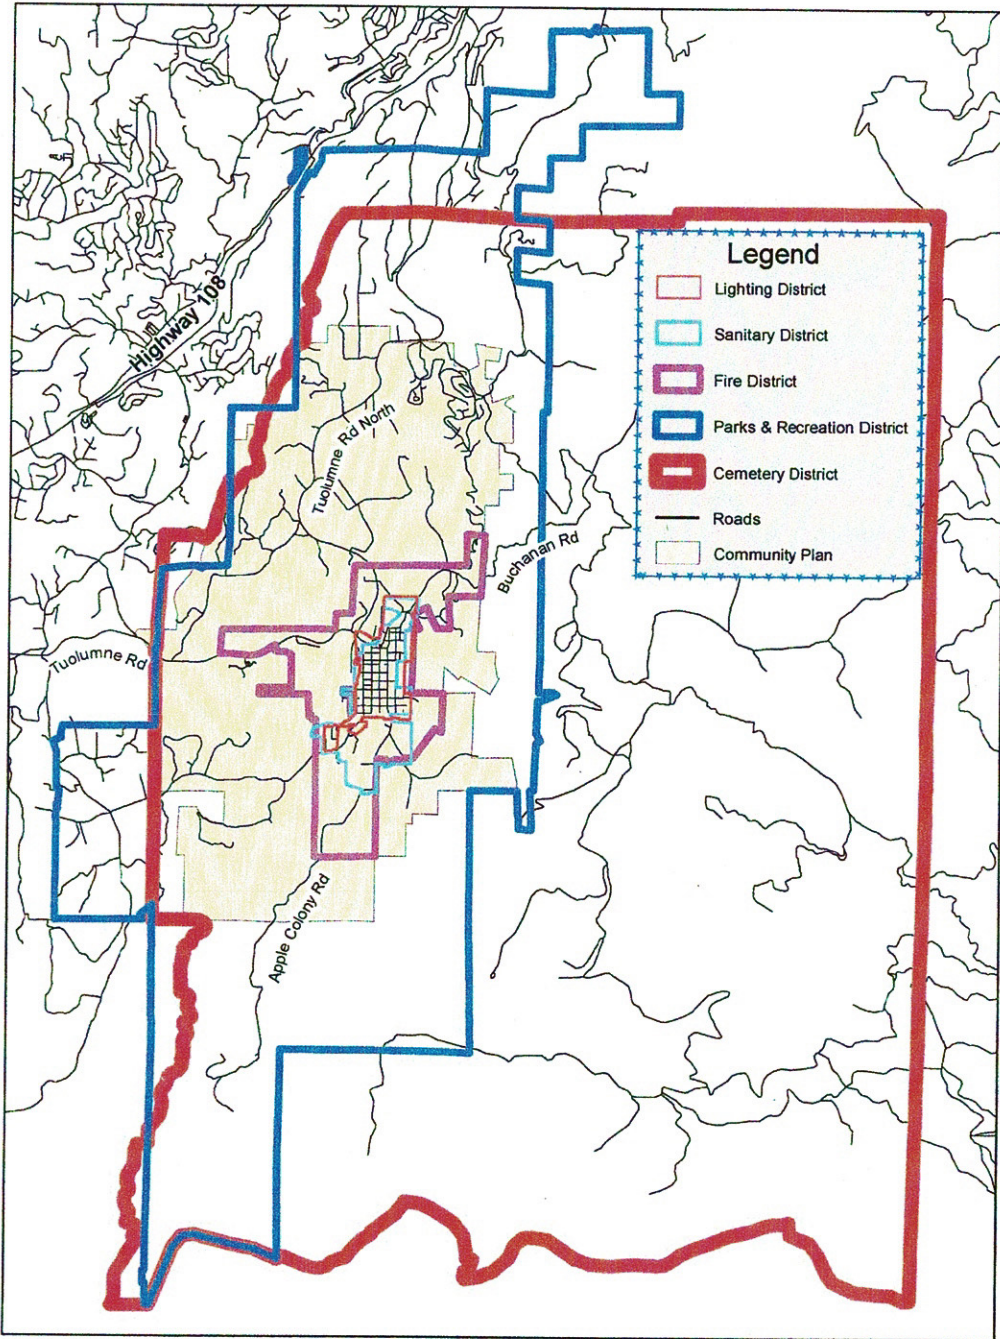 Highway 108
Legend
Lighting District
Sanitary District
Fire District
Parks & Recreation District
Cemetery District
Roads
Community Plan
Tuolumne Rd North
Buchanan Rd
Tuolumne Rd
Apple Colony Rd